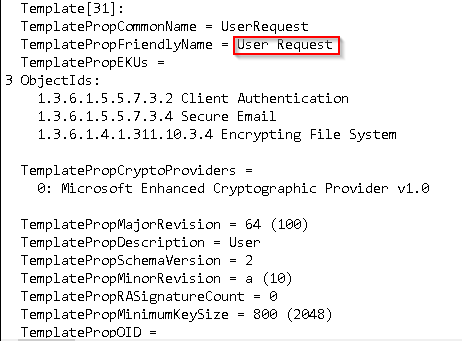 Template[31]:
TemplatePropCommonName = UserRequest
TemplatePropFriendlyName = User Request
TemplatePropEKUs =
3 ObjectIds:
1.3.6.1.5.5.7.3.2 Client Authentication
1.3.6.1.5.5.7.3.4 Secure Email
1.3.6.1.4.1.311.10.3.4 Encrypting File System
TemplatePropCryptoProviders =
0: Microsoft Enhanced Cryptographic Provider v1.0
TemplatePropMajorRevision = 64 (100)
TemplatePropDescription = User
TemplatePropSchemaVersion = 2
TemplatePropMinorRevision = a (10)
TemplatePropRASignatureCount = 0
TemplatePropMinimumKeySize = 800 (2048)
TemplatePropOID =